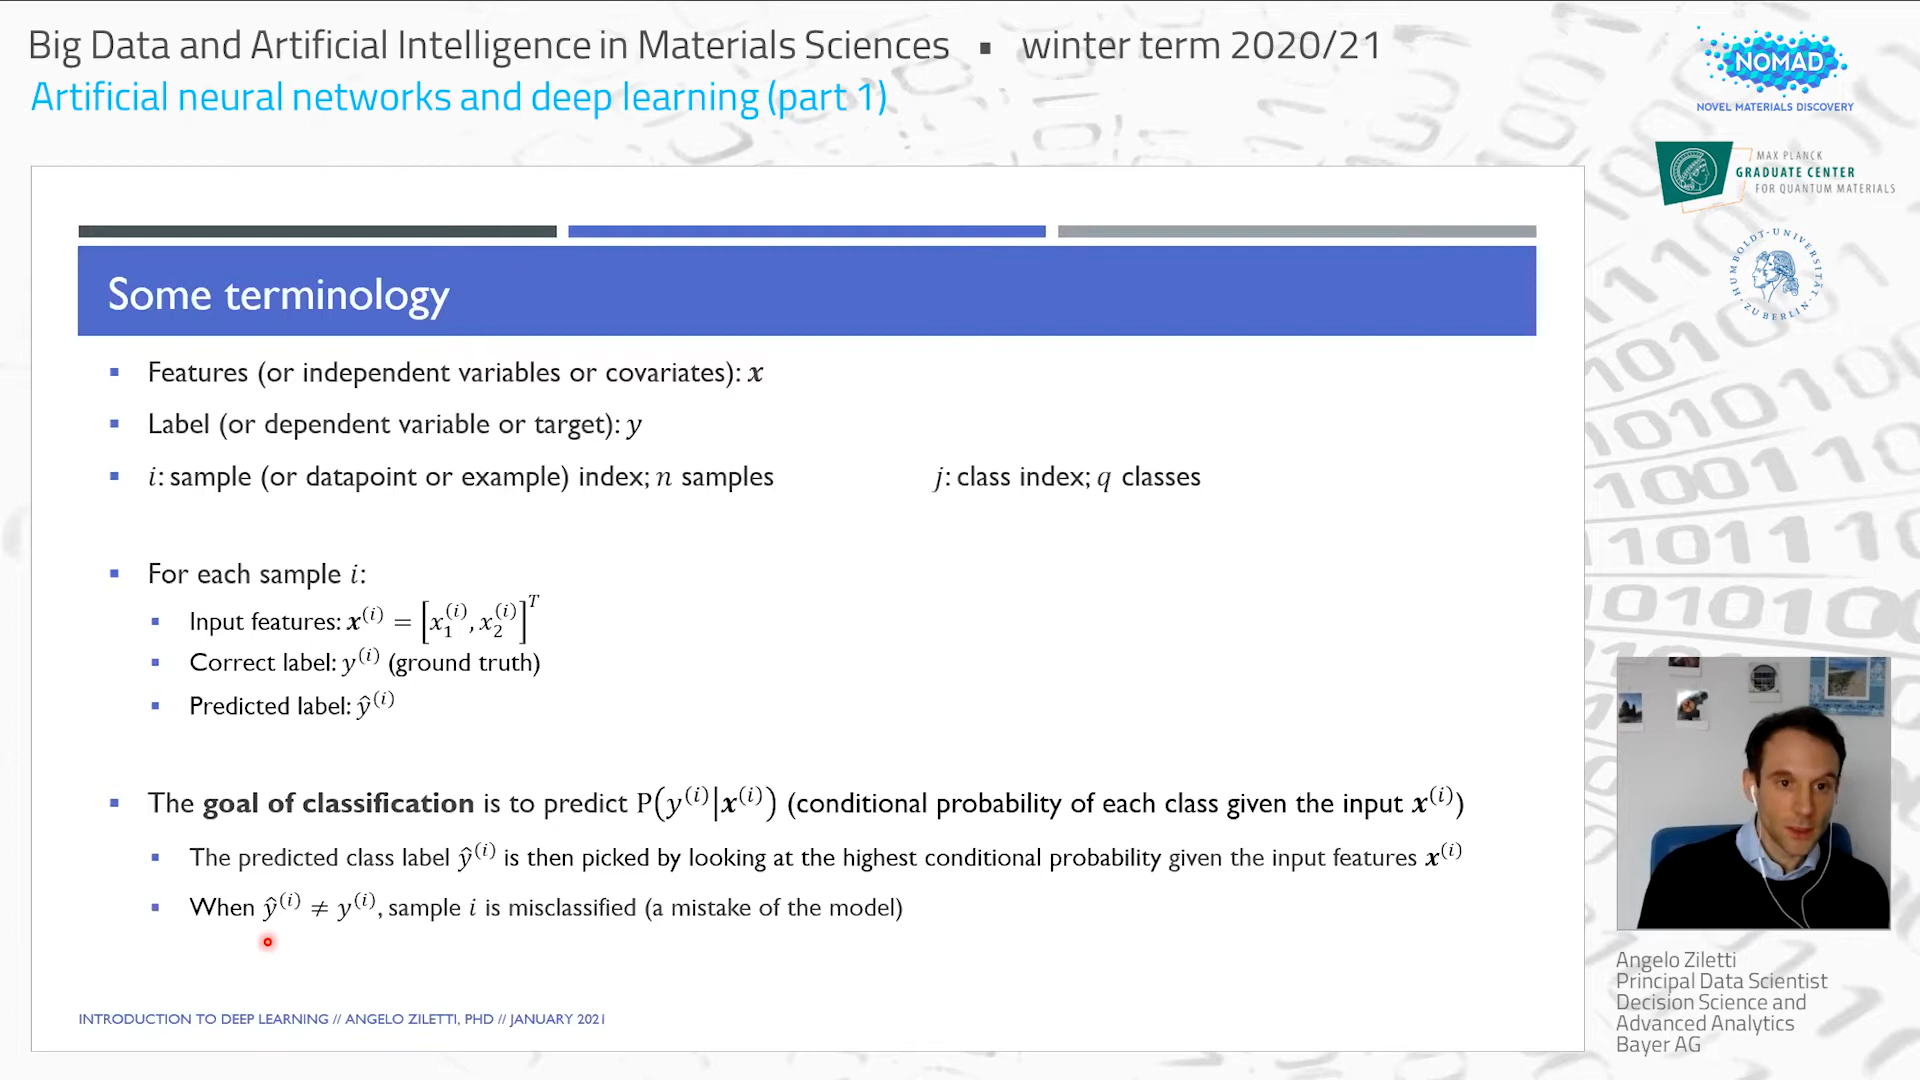 Big Data and Artificial Intelligence in Materials Sciences ▪ winter term 2020/21
Artificial neural networks and deep learning (part 1)
NOMAD
NOVEL MATERIALS DISCOVERY
MAX PLANCK
GRADUATE CENTER
FOR QUANTUM MATERIALS
HUMBOLDT-UNIVERSITÄT
ZU BERLIN
Some terminology
▪ Features (or independent variables or covariates): x
▪ Label (or dependent variable or target): y
▪ i: sample (or datapoint or example) index; n samples j: class index; q classes
▪ For each sample i:
▪ Input features: x⁽ⁱ⁾ = [x₁⁽ⁱ⁾, x₂⁽ⁱ⁾]ᵀ
▪ Correct label: y⁽ⁱ⁾ (ground truth)
▪ Predicted label: ŷ⁽ⁱ⁾
▪ The goal of classification is to predict P(y⁽ⁱ⁾|x⁽ⁱ⁾) (conditional probability of each class given the input x⁽ⁱ⁾)
▪ The predicted class label ŷ⁽ⁱ⁾ is then picked by looking at the highest conditional probability given the input features x⁽ⁱ⁾
▪ When ŷ⁽ⁱ⁾ ≠ y⁽ⁱ⁾, sample i is misclassified (a mistake of the model)
INTRODUCTION TO DEEP LEARNING // ANGELO ZILETTI, PHD // JANUARY 2021
Angelo Ziletti
Principal Data Scientist
Decision Science and
Advanced Analytics
Bayer AG